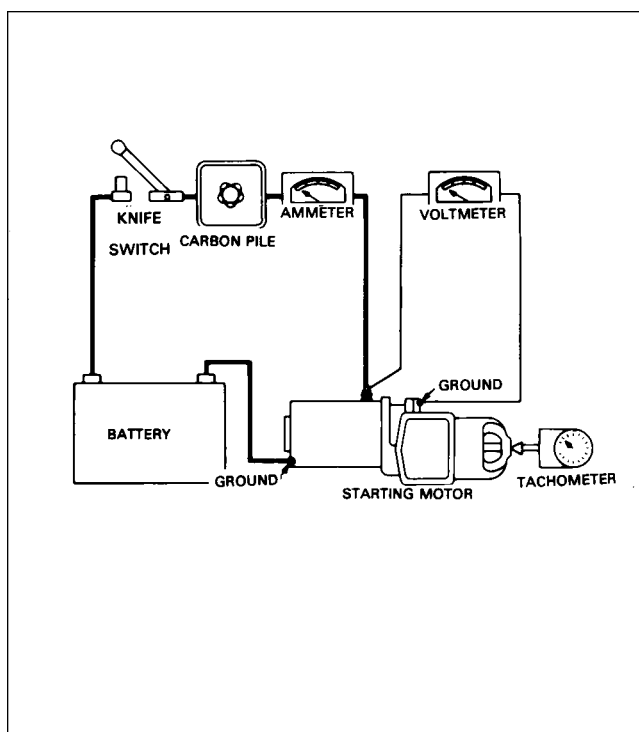 KNIFE
SWITCH
CARBON PILE
AMMETER
VOLTMETER
BATTERY
GROUND
GROUND
STARTING MOTOR
TACHOMETER